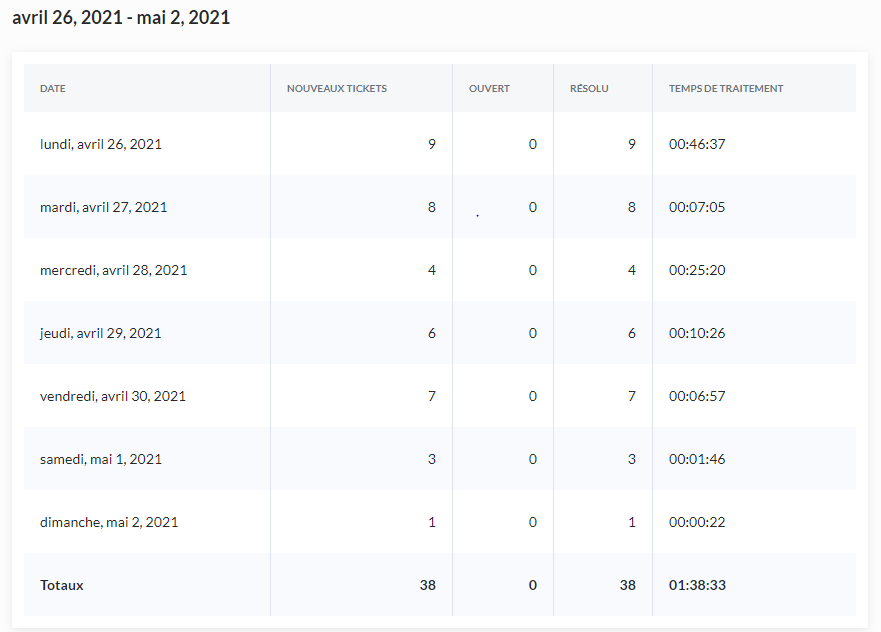 avril 26, 2021 - mai 2, 2021
DATE NOUVEAUX TICKETS OUVERT RÉSOLU TEMPS DE TRAITEMENT
lundi, avril 26, 2021 9 0 9 00:46:37
mardi, avril 27, 2021 8 0 8 00:07:05
mercredi, avril 28, 2021 4 0 4 00:25:20
jeudi, avril 29, 2021 6 0 6 00:10:26
vendredi, avril 30, 2021 7 0 7 00:06:57
samedi, mai 1, 2021 3 0 3 00:01:46
dimanche, mai 2, 2021 1 0 1 00:00:22
Totaux 38 0 38 01:38:33